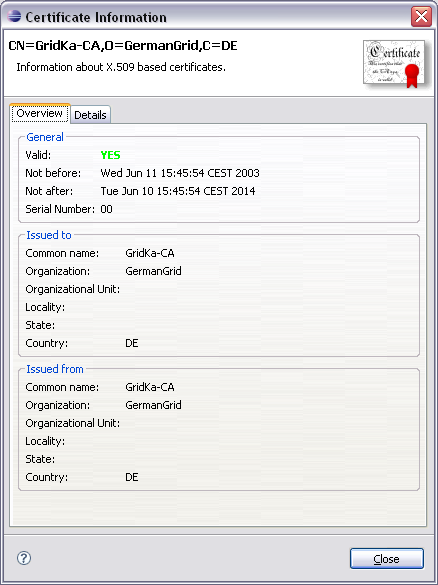 Certificate Information
CN=GridKa-CA,O=GermanGrid,C=DE
Information about X.509 based certificates.
Certificate
Overview Details
General
Valid: YES
Not before: Wed Jun 11 15:45:54 CEST 2003
Not after: Tue Jun 10 15:45:54 CEST 2014
Serial Number: 00
Issued to
Common name: GridKa-CA
Organization: GermanGrid
Organizational Unit:
Locality:
State:
Country: DE
Issued from
Common name: GridKa-CA
Organization: GermanGrid
Organizational Unit:
Locality:
State:
Country: DE
? Close